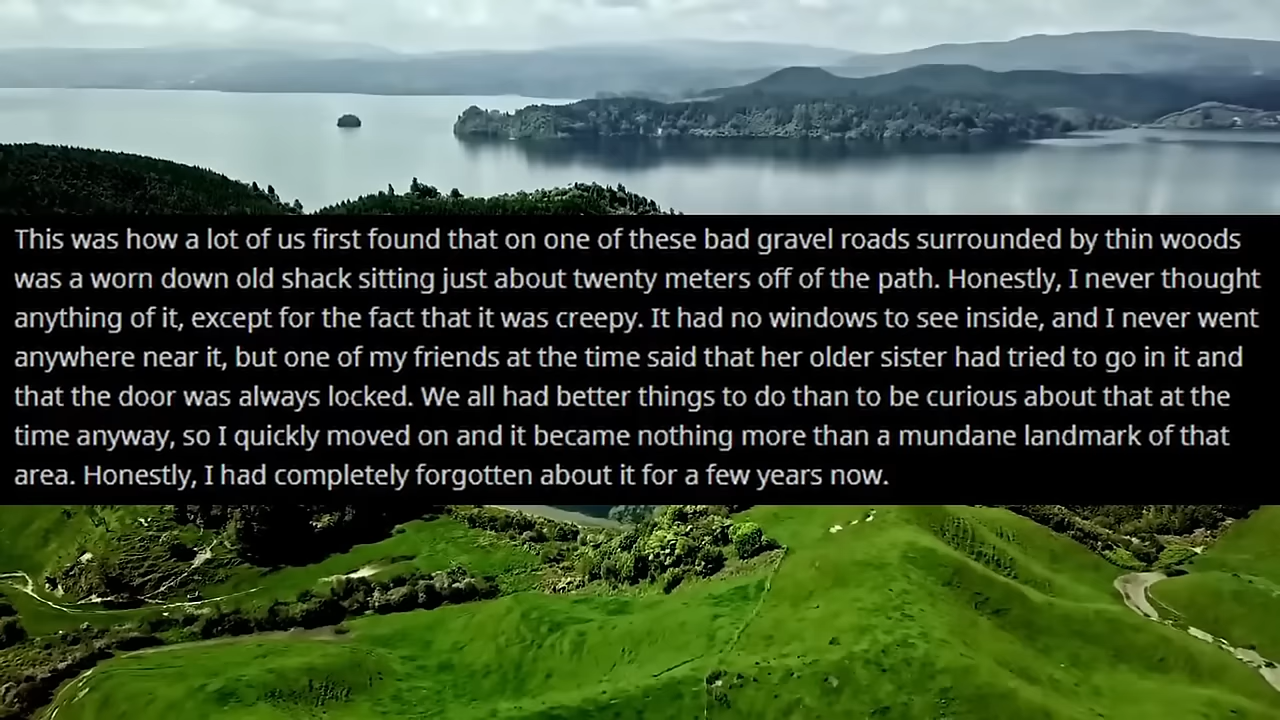 This was how a lot of us first found that on one of these bad gravel roads surrounded by thin woods
was a worn down old shack sitting just about twenty meters off of the path. Honestly, I never thought
anything of it, except for the fact that it was creepy. It had no windows to see inside, and I never went
anywhere near it, but one of my friends at the time said that her older sister had tried to go in it and
that the door was always locked. We all had better things to do than to be curious about that at the
time anyway, so I quickly moved on and it became nothing more than a mundane landmark of that
area. Honestly, I had completely forgotten about it for a few years now.